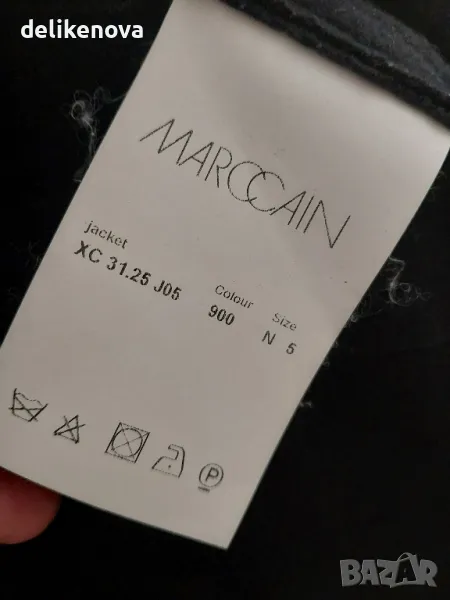 delikenova
MARCCAIN
jacket
XC 31.25 J05
Colour
900
Size
N 5
P
BAZAR